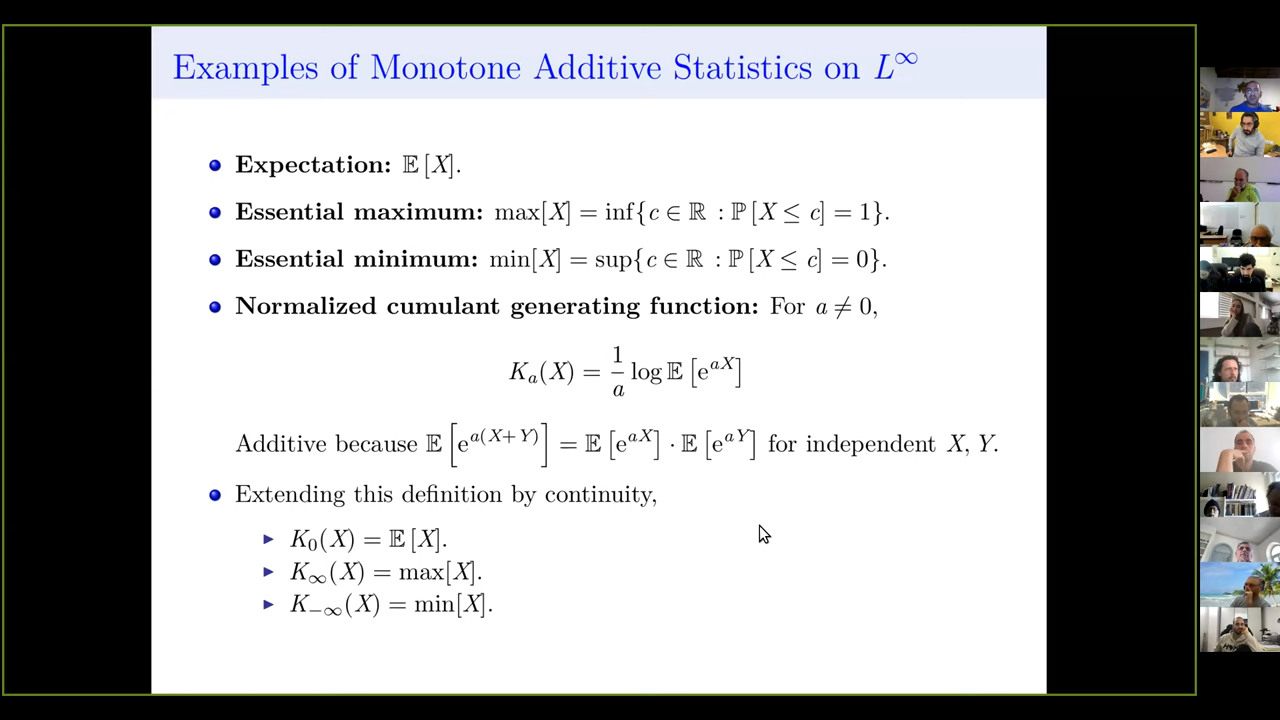 Examples of Monotone Additive Statistics on L^∞
• Expectation: 𝔼[X].
• Essential maximum: max[X] = inf{c ∈ ℝ : ℙ[X ≤ c] = 1}.
• Essential minimum: min[X] = sup{c ∈ ℝ : ℙ[X ≤ c] = 0}.
• Normalized cumulant generating function: For a ≠ 0,
K_a(X) = 1/a log 𝔼[e^{aX}]
Additive because 𝔼[e^{a(X+Y)}] = 𝔼[e^{aX}] · 𝔼[e^{aY}] for independent X, Y.
• Extending this definition by continuity,
▶ K_0(X) = 𝔼[X].
▶ K_∞(X) = max[X].
▶ K_{−∞}(X) = min[X].